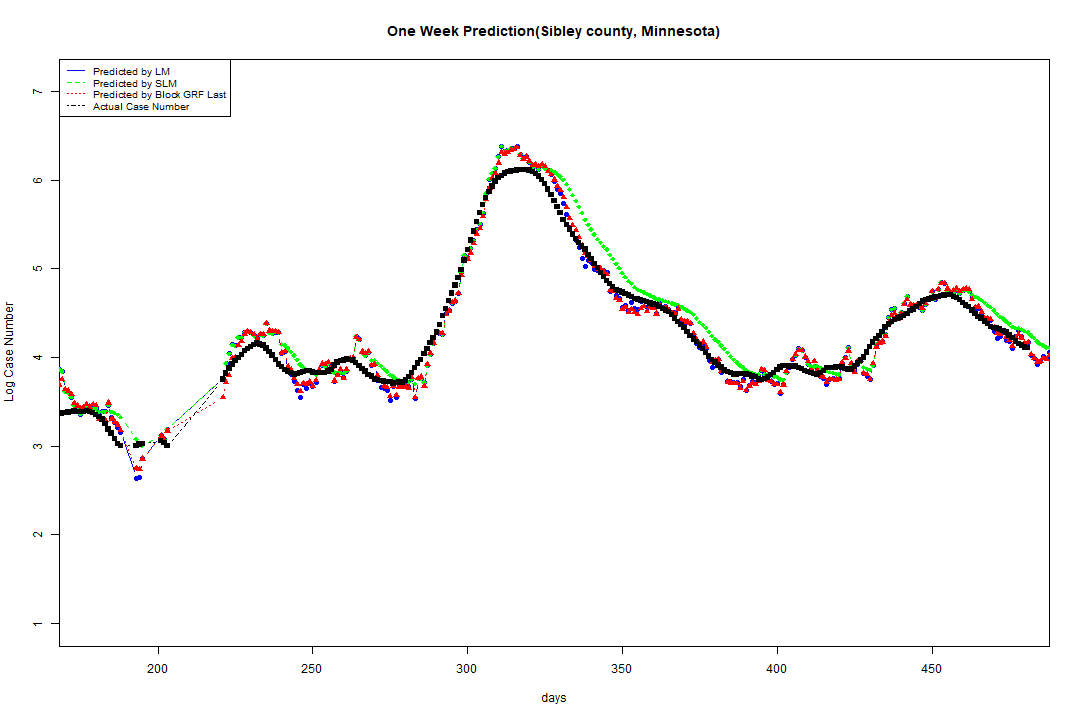 One Week Prediction(Sibley county, Minnesota)
Predicted by LM
Predicted by SLM
Predicted by Block GRF Last
Actual Case Number
7
6
5
4
3
2
1
Log Case Number
200 250 300 350 400 450
days